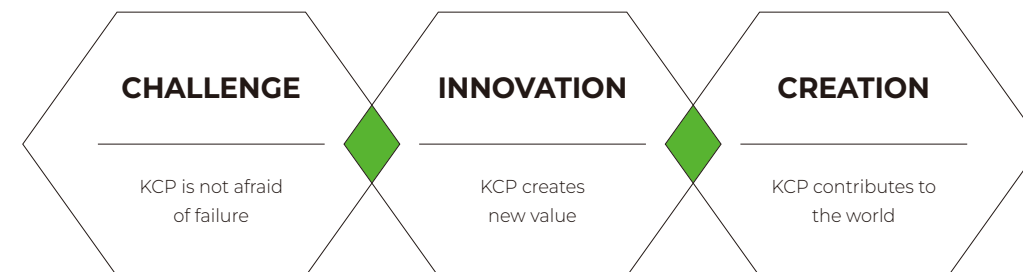 CHALLENGE
KCP is not afraid
of failure
INNOVATION
KCP creates
new value
CREATION
KCP contributes to
the world